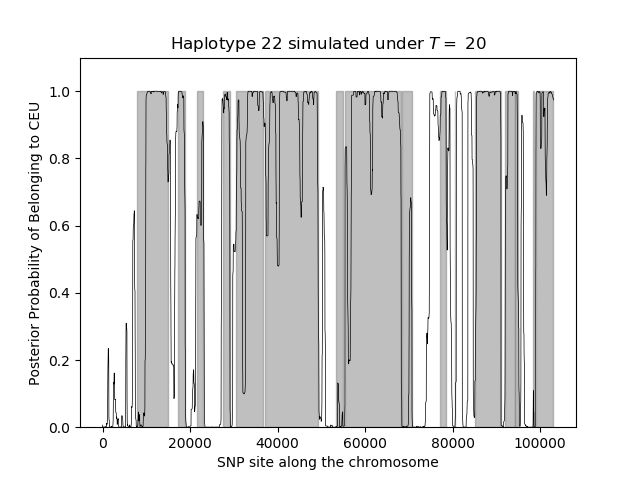 Haplotype 22 simulated under T = 20
Posterior Probability of Belonging to CEU
1.0
0.8
0.6
0.4
0.2
0.0
0 20000 40000 60000 80000 100000
SNP site along the chromosome